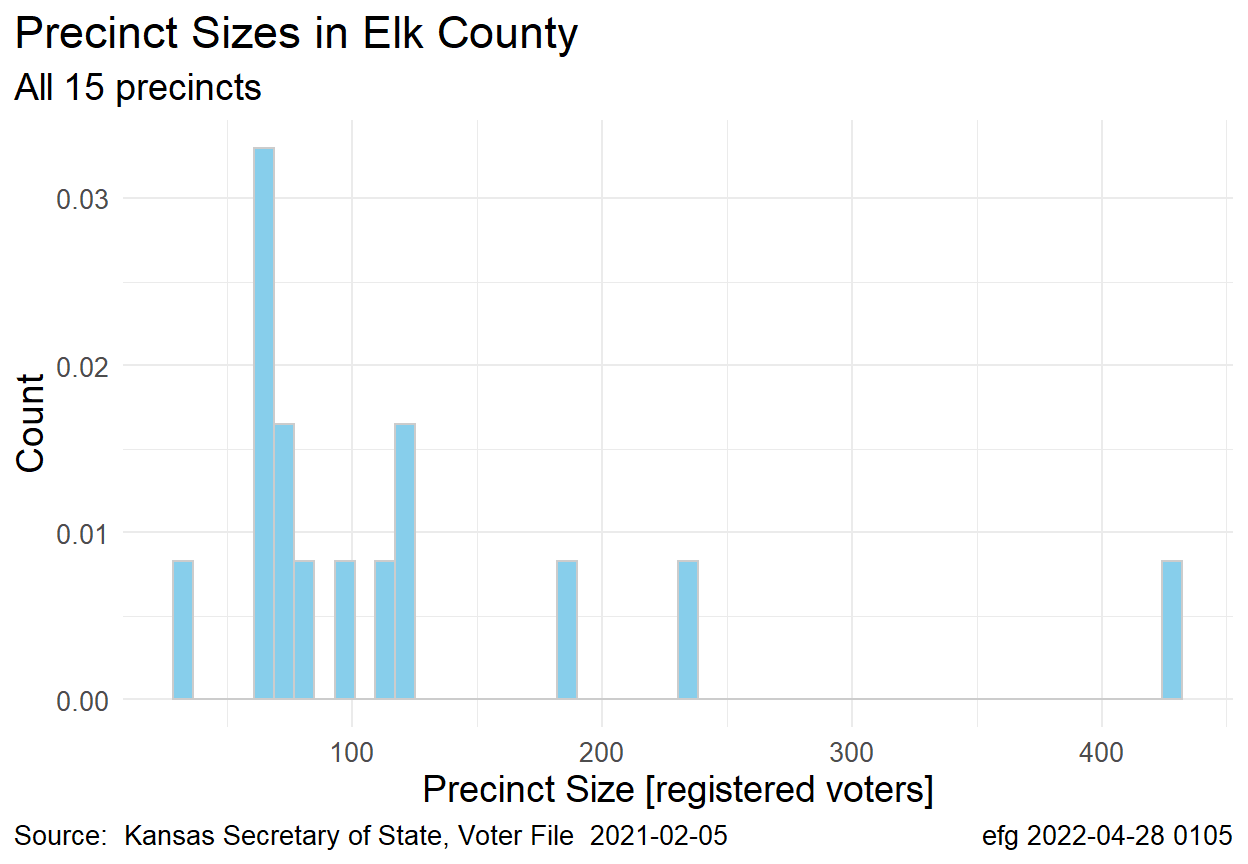 Precinct Sizes in Elk County
All 15 precincts
Count
0.03
0.02
0.01
0.00
100 200 300 400
Precinct Size [registered voters]
Source:  Kansas Secretary of State, Voter File  2021-02-05 efg 2022-04-28 0105